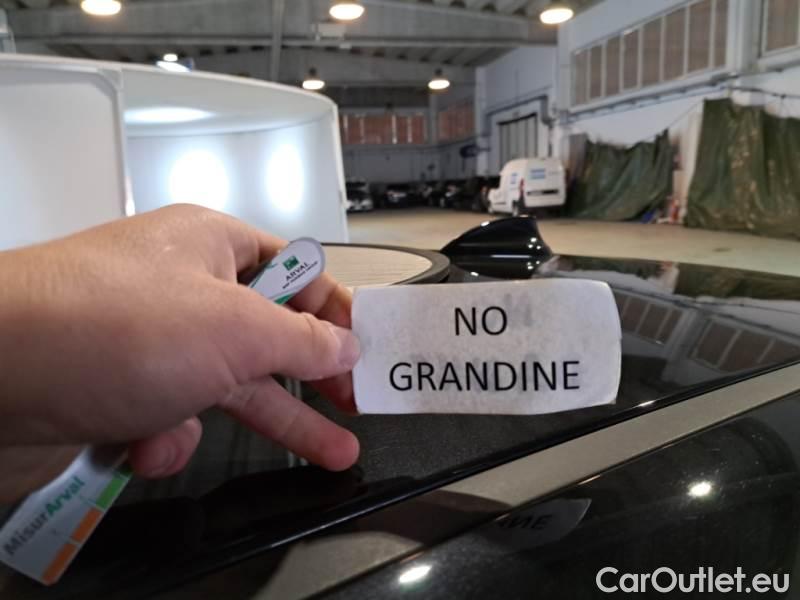 ARVAL
NO
GRANDINE
MisurArval
CarOutlet.eu